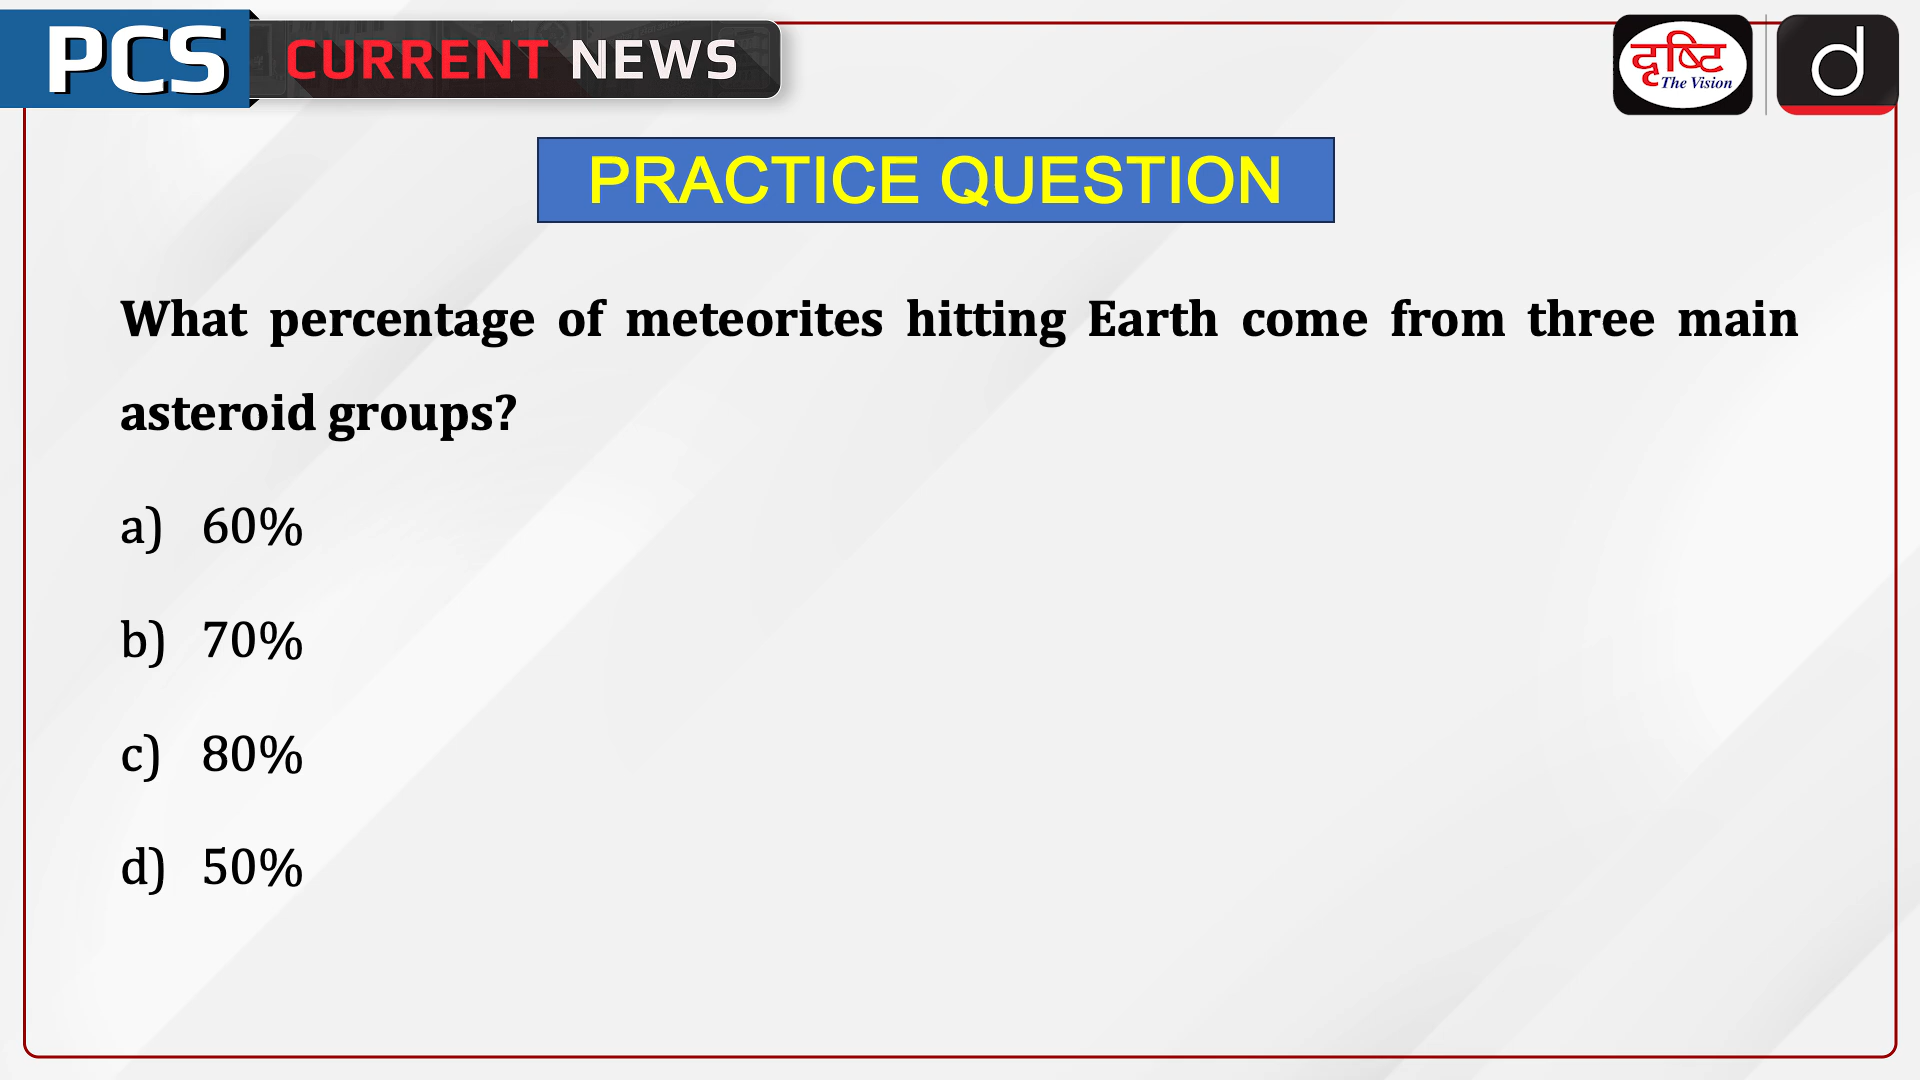 PCS CURRENT NEWS
दृष्टि
The Vision
d
PRACTICE QUESTION
What percentage of meteorites hitting Earth come from three main
asteroid groups?
a) 60%
b) 70%
c) 80%
d) 50%